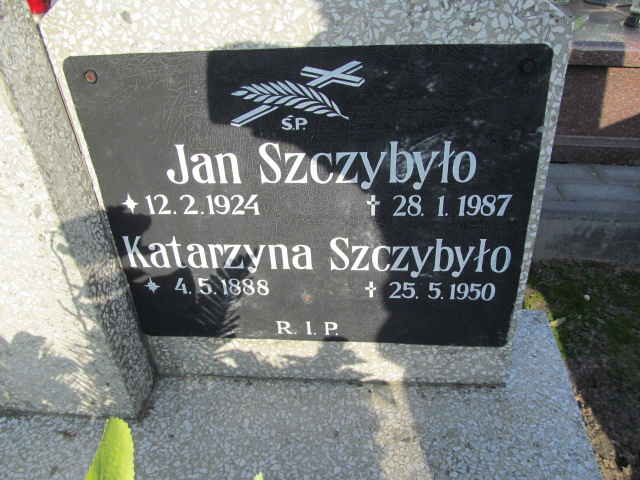 Ś.P.
Jan Szczybyło
12. 2. 1924 28. 1. 1987
Katarzyna Szczybyło
4. 5. 1888 25. 5. 1950
R. I. P.